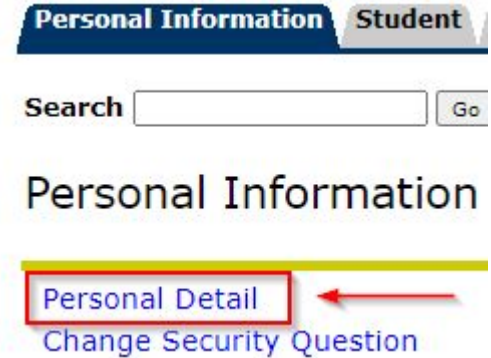 Personal Information Student
Search Go
Personal Information
Personal Detail
Change Security Question